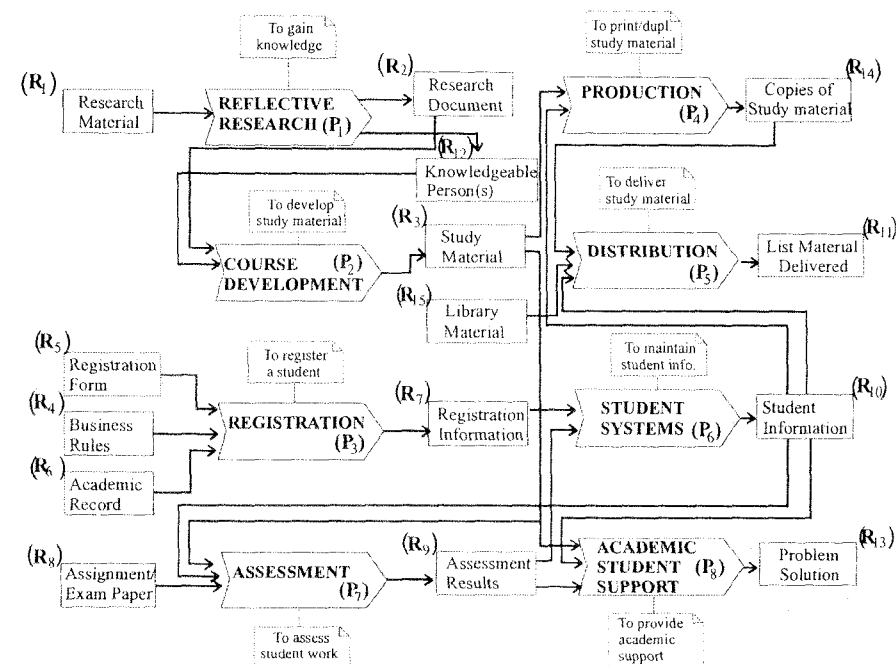 To gain
knowledge
To print/dupl.
study material
(R1)
Research
Material
REFLECTIVE
RESEARCH (P1)
(R2)
Research
Document
PRODUCTION
(P4)
(R14)
Copies of
Study material
(R12)
Knowledgeable
Person(s)
To develop
study material
To deliver
study material
(R3)
Study
Material
COURSE (P2)
DEVELOPMENT
DISTRIBUTION
(P5)
(R11)
List Material
Delivered
(R15)
Library
Material
(R5)
Registration
Form
To register
a student
To maintain
student info.
(R4)
Business
Rules
REGISTRATION
(P3)
(R7)
Registration
Information
STUDENT
SYSTEMS (P6)
(R10)
Student
Information
(R6)
Academic
Record
(R8)
Assignment/
Exam Paper
ASSESSMENT
(P7)
(R9)
Assessment
Results
ACADEMIC
STUDENT (P8)
SUPPORT
(R13)
Problem
Solution
To assess
student work
To provide
academic
support